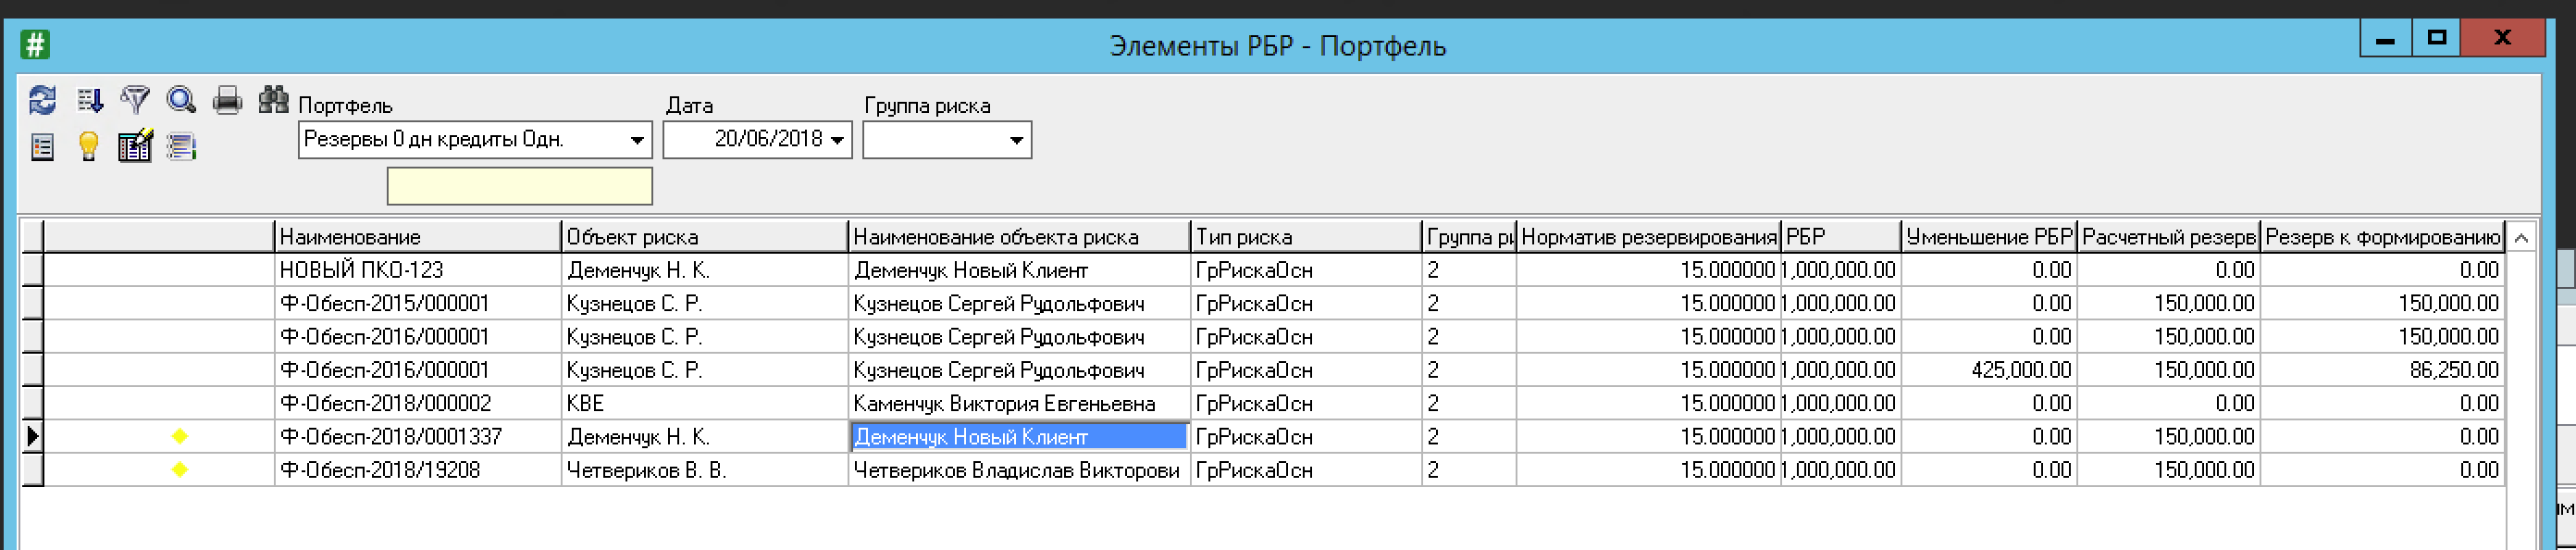 Элементы РБР - Портфель
Портфель Дата Группа риска
Резервы 0 дн кредиты Одн. 20/06/2018
Наименование Объект риска Наименование объекта риска Тип риска Группа ри Норматив резервирования РБР Уменьшение РБР Расчетный резерв Резерв к формированию
НОВЫЙ ПКО-123 Деменчук Н. К. Деменчук Новый Клиент ГрРискаОсн 2 15.000000 1,000,000.00 0.00 0.00 0.00
Ф-Обесп-2015/000001 Кузнецов С. Р. Кузнецов Сергей Рудольфович ГрРискаОсн 2 15.000000 1,000,000.00 0.00 150,000.00 150,000.00
Ф-Обесп-2016/000001 Кузнецов С. Р. Кузнецов Сергей Рудольфович ГрРискаОсн 2 15.000000 1,000,000.00 0.00 150,000.00 150,000.00
Ф-Обесп-2016/000001 Кузнецов С. Р. Кузнецов Сергей Рудольфович ГрРискаОсн 2 15.000000 1,000,000.00 425,000.00 150,000.00 86,250.00
Ф-Обесп-2018/000002 КВЕ Каменчук Виктория Евгеньевна ГрРискаОсн 2 15.000000 1,000,000.00 0.00 0.00 0.00
Ф-Обесп-2018/0001337 Деменчук Н. К. Деменчук Новый Клиент ГрРискаОсн 2 15.000000 1,000,000.00 0.00 150,000.00 0.00
Ф-Обесп-2018/19208 Четвериков В. В. Четвериков Владислав Викторови ГрРискаОсн 2 15.000000 1,000,000.00 0.00 150,000.00 0.00